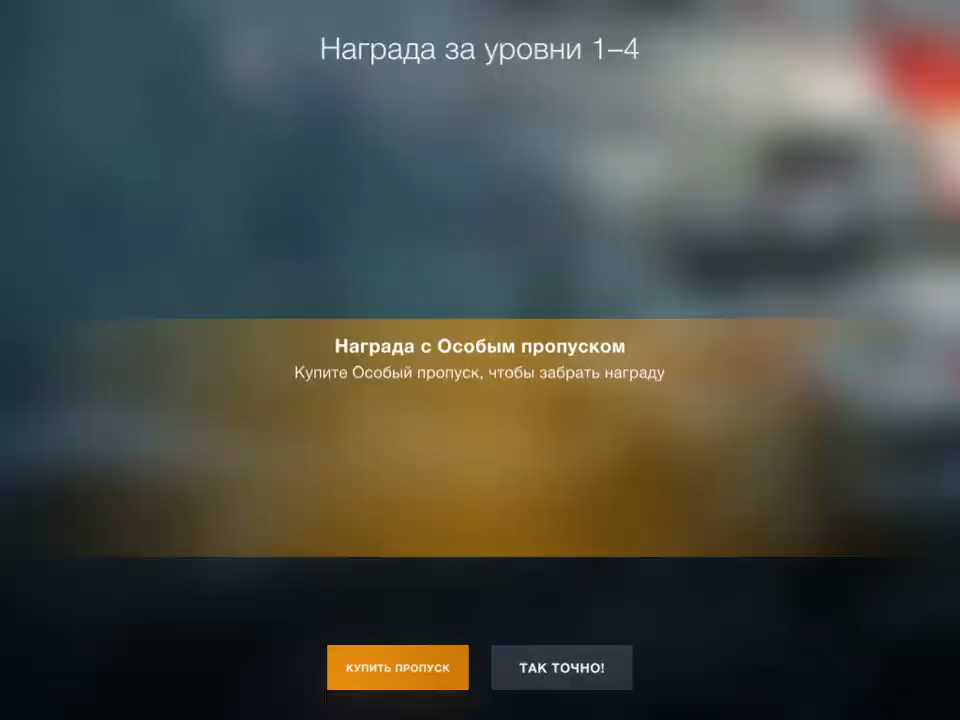 Награда за уровни 1–4
Награда с Особым пропуском
Купите Особый пропуск, чтобы забрать награду
КУПИТЬ ПРОПУСК
ТАК ТОЧНО!